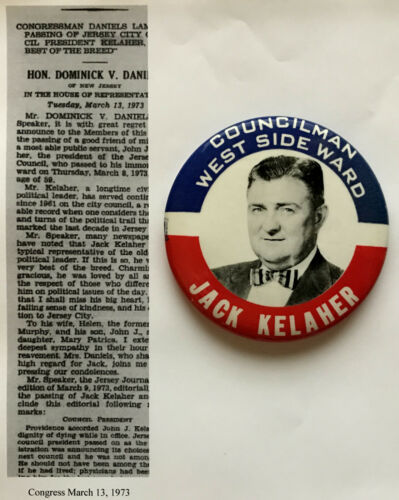 CONGRESSMAN DANIELS LAM
PASSING OF JERSEY CITY C
CIL PRESIDENT KELAHER,
BEST OF THE BREED"
HON. DOMINICK V. DANI
OF NEW JERSEY
IN THE HOUSE OF REPRESENTAT
Tuesday, March 13, 1973
Mr. DOMINICK V. DANIEL
Speaker, it is with great regret
announce to the Members of this
the passing of a good friend of mi
a most able public servant, John J
her, the president of the Jerse
Council, who passed to his immor
ward on Thursday, March 8, 1973
age of 59.
Mr. Kelaher, a longtime civi
political leader, has served contin
since 1961 on the city council, a re
able record when one considers the
and turns of the political trail tha
marked the last decade in Jersey
Mr. Speaker, many newspape
have noted that Jack Kelaher
typical representative of the old
political leader. If this is so, he w
very best of the breed. Charmi
gracious, he was loved by all a
the respect of those who differe
him on political issues of the day.
that I shall miss his big heart, 
failing sense of kindness, and his
tion to Jersey City.
To his wife, Helen, the former
Murphy, and his son, John J., a
daughter, Mary Patrica, I exte
deepest sympathy in their hour
reavement. Mrs. Daniels, who sha
high regard for Jack, joins me
pressing our condolences.
Mr. Speaker, the Jersey Journa
edition of March 9, 1973, editoriall
the passing of Jack Kelaher an
clude this editorial following
marks:
COUNCIL PRESIDENT
Providence accorded John J. Kela
dignity of dying while in office. Jerse
council president passed on as the
istration was announcing its choices
next council and he was not among
He should not have been among th
if he had lived; physicians had been
COUNCILMAN
WEST SIDE WARD
JACK KELAHER
Congress March 13, 1973